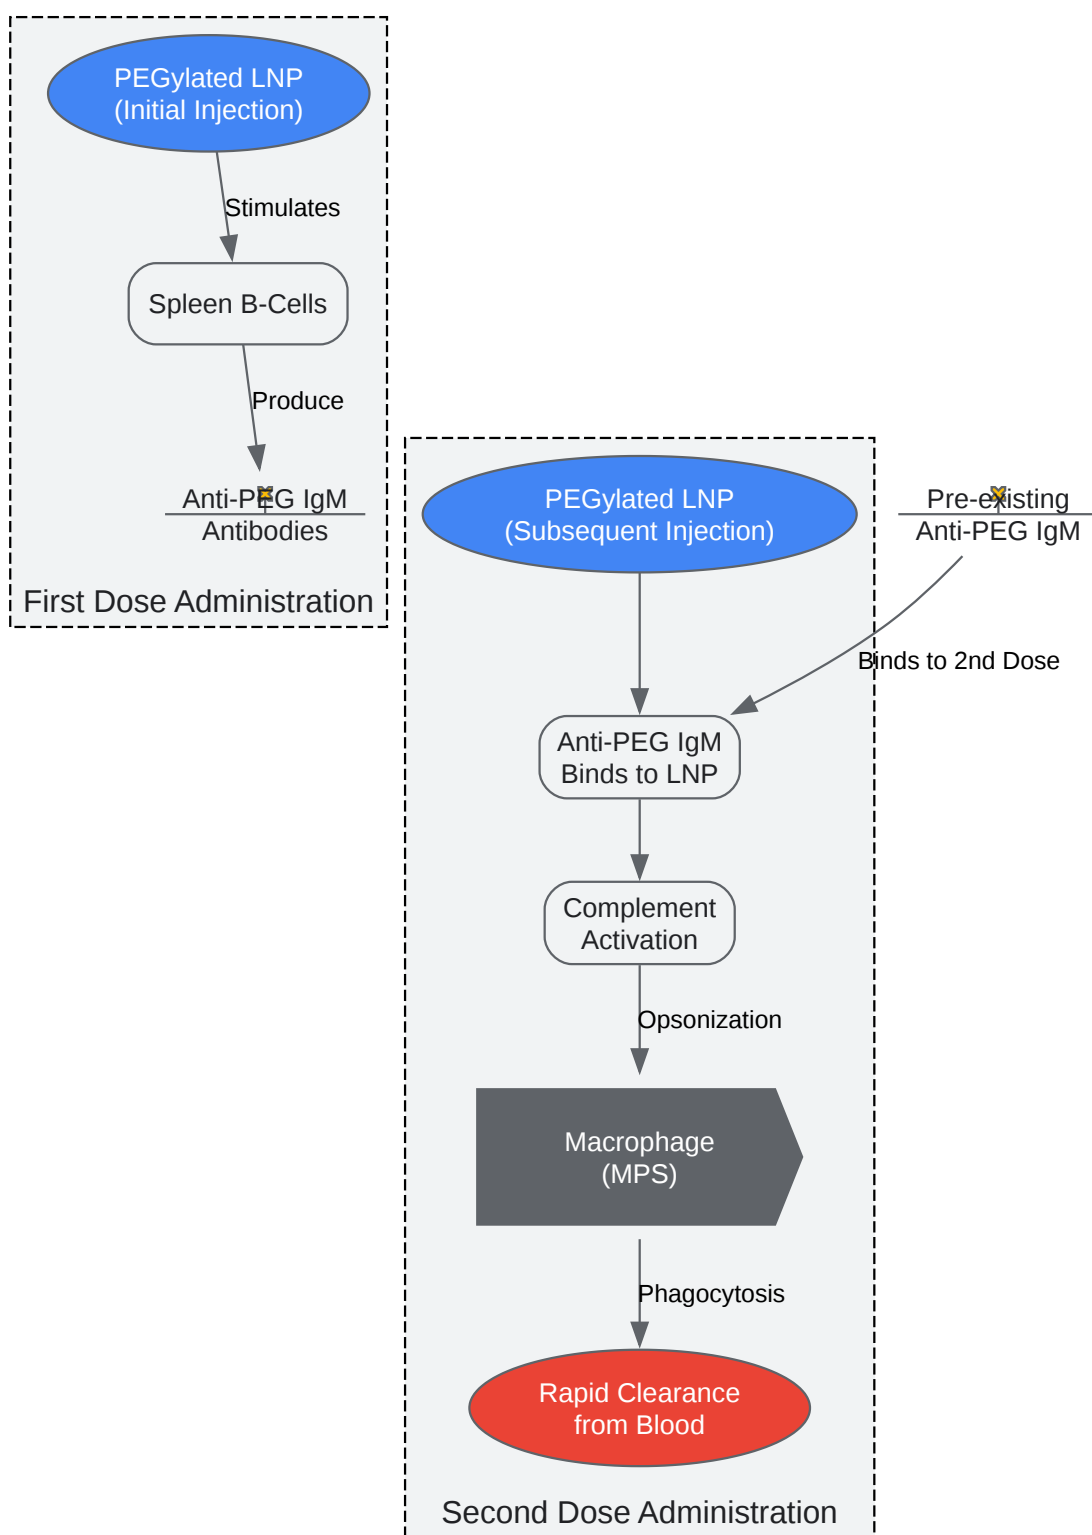 PEGylated LNP
(Initial Injection)
Stimulates
Spleen B-Cells
Produce
Anti-PEG IgM
Antibodies
First Dose Administration
PEGylated LNP
(Subsequent Injection)
Pre-existing
Anti-PEG IgM
Binds to 2nd Dose
Anti-PEG IgM
Binds to LNP
Complement
Activation
Opsonization
Macrophage
(MPS)
Phagocytosis
Rapid Clearance
from Blood
Second Dose Administration